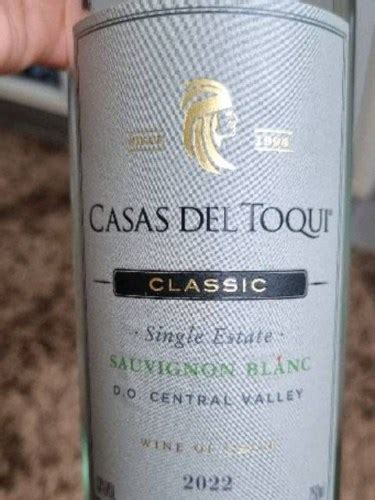 1994
CASAS DEL TOQUI
CLASSIC
· Single Estate ·
SAUVIGNON BLANC
D.O CENTRAL VALLEY
WINE OF
2022